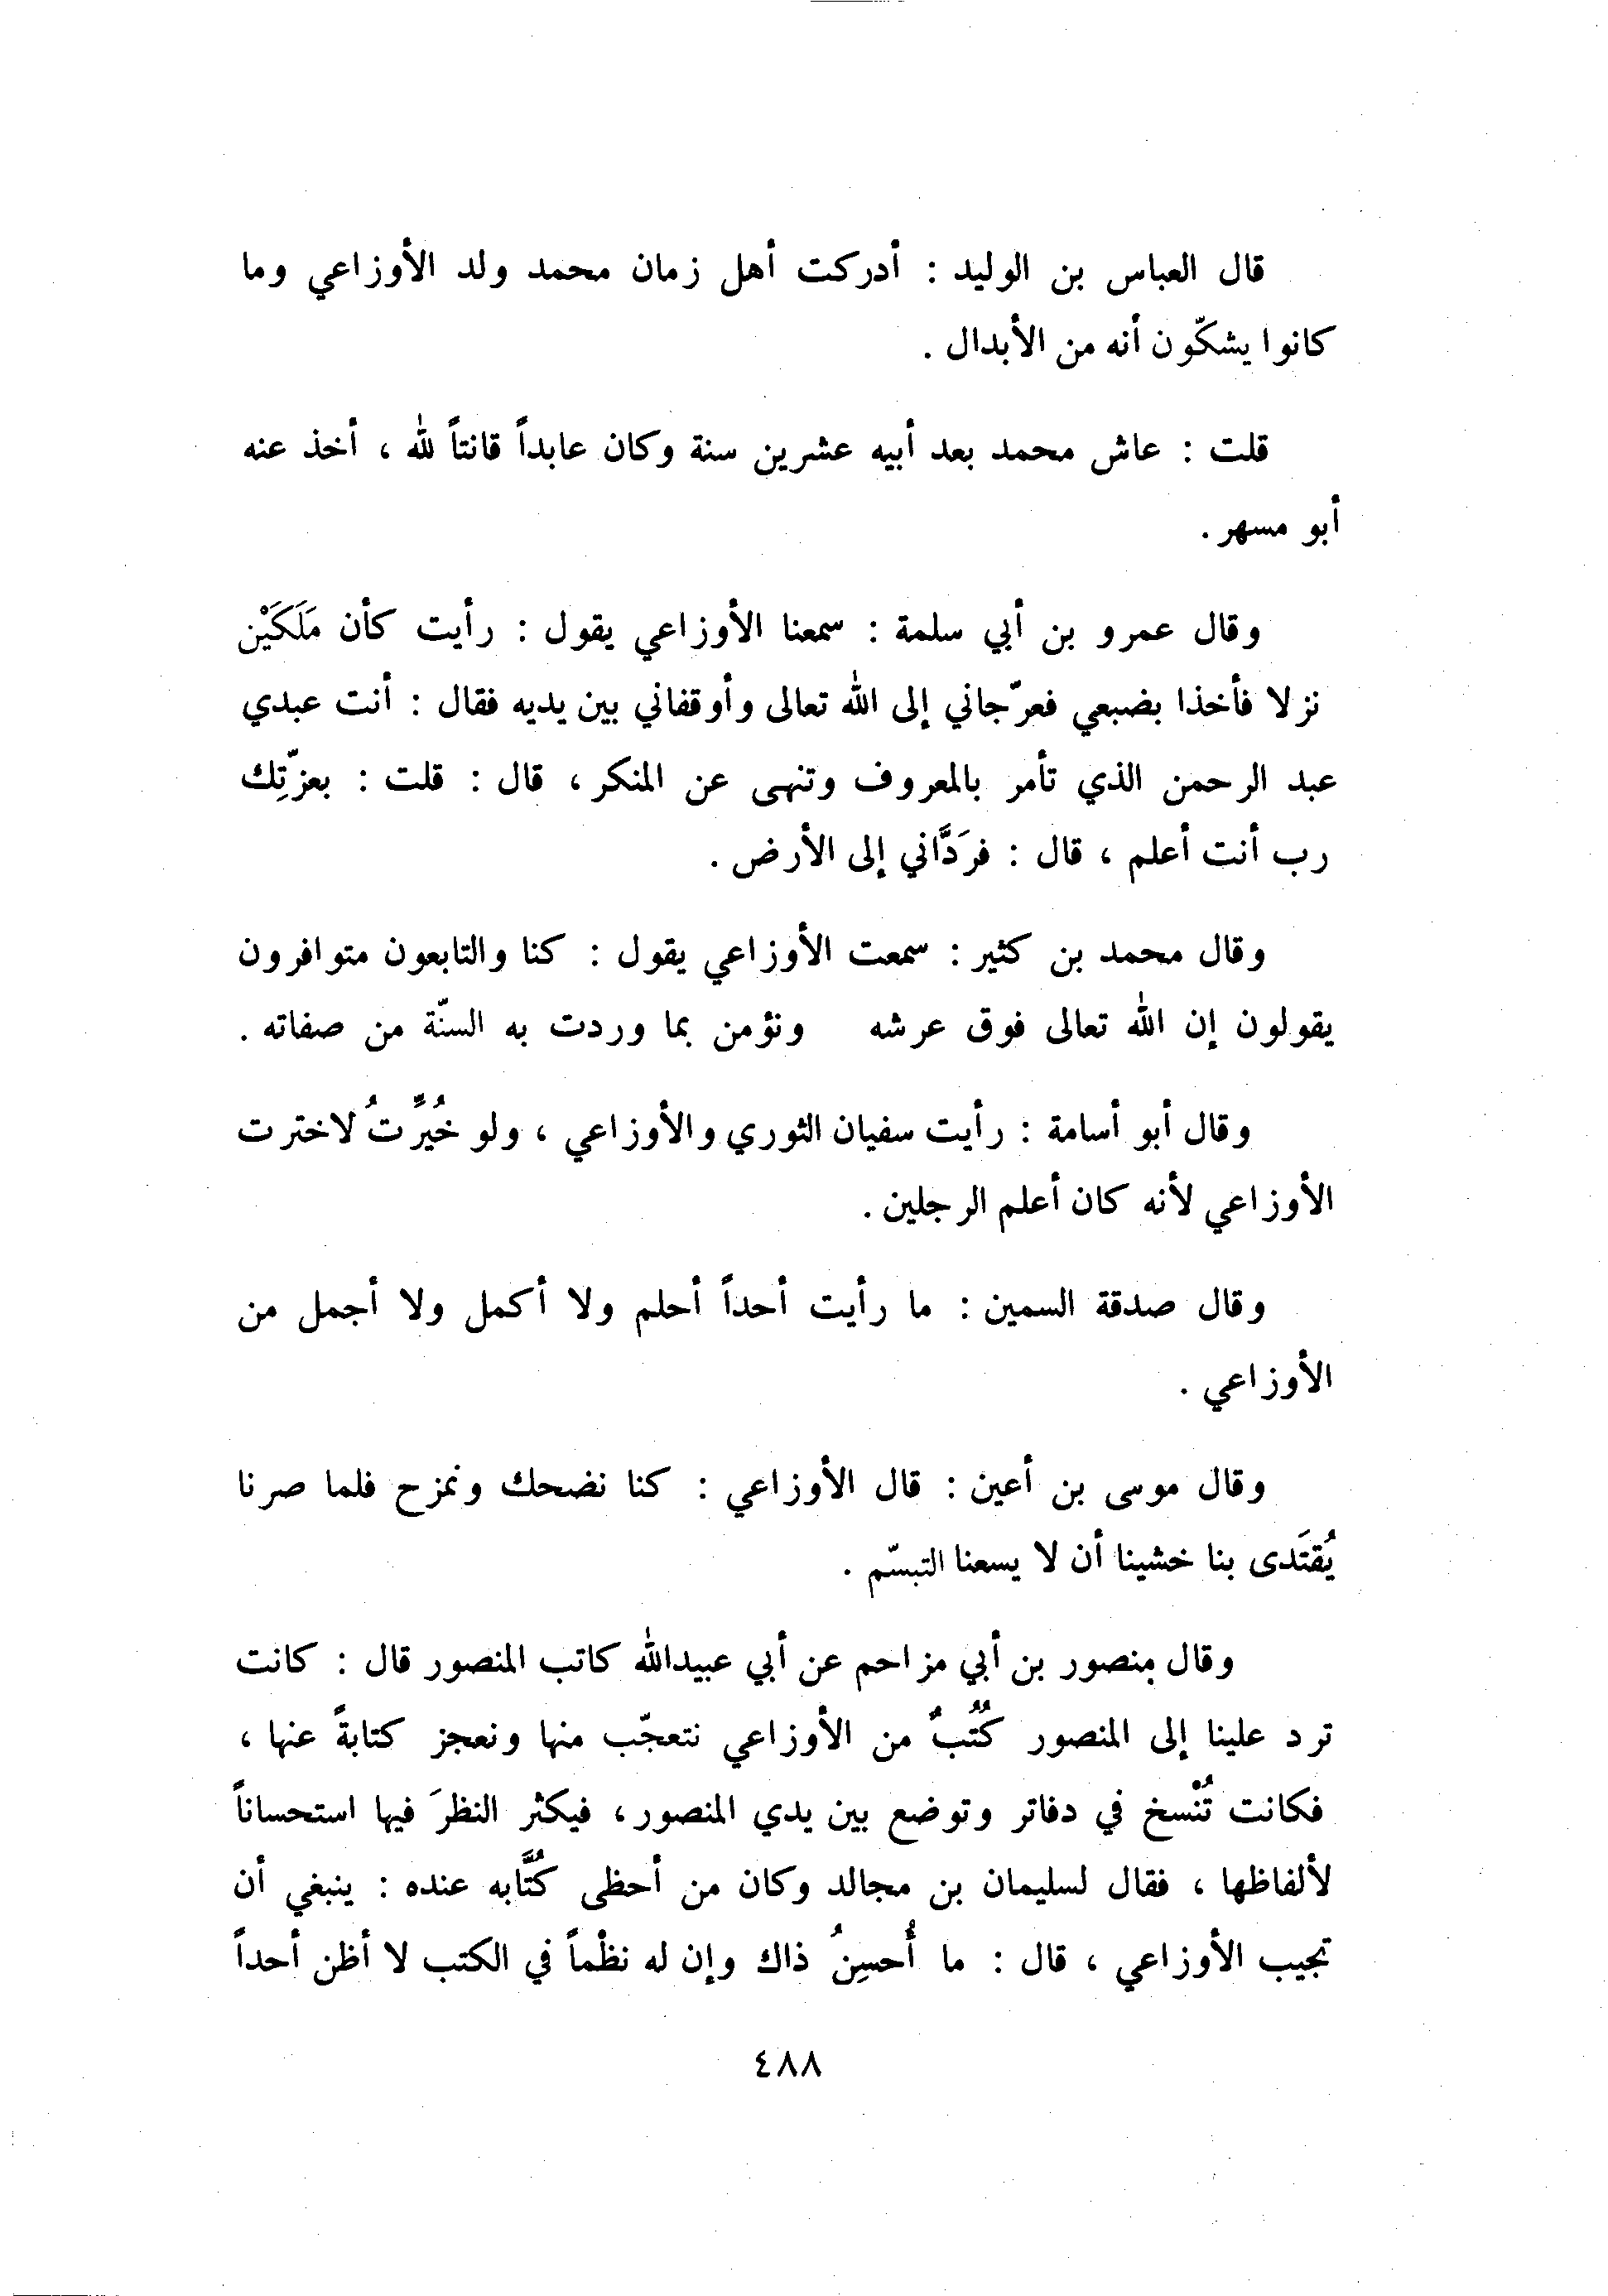 قال العباس بن الوليد : أدركت أهل زمان محمد ولد الأوزاعي وما
كانوا يشكّون أنه من الأبدال .
قلت : عاش محمد بعد أبيه عشرين سنة وكان عابداً قانتاً لله ، أخذ عنه
أبو مسهر .
وقال عمرو بن أبي سلمة : سمعنا الأوزاعي يقول : رأيت كأن مَلَكَيْن
نزلا فأخذا بضبعي فعرّجاني إلى الله تعالى وأوقفاني بين يديه فقال : أنت عبدي
عبد الرحمن الذي تأمر بالمعروف وتنهى عن المنكر ، قال : قلت : بعزّتِك
رب أنت أعلم ، قال : فرَدَّاني إلى الأرض .
وقال محمد بن كثير : سمعت الأوزاعي يقول : كنا والتابعون متوافرون
يقولون إن الله تعالى فوق عرشه ونؤمن بما وردت به السنّة من صفاته .
وقال أبو أسامة : رأيت سفيان الثوري والأوزاعي ، ولو خُيِّرتُ لاخترت
الأوزاعي لأنه كان أعلم الرجلين .
وقال صدقة السمين : ما رأيت أحداً أحلم ولا أكمل ولا أجمل من
الأوزاعي .
وقال موسى بن أعين : قال الأوزاعي : كنا نضحك ونمزح فلما صرنا
يُقتَدى بنا خشينا أن لا يسعنا التبسّم .
وقال منصور بن أبي مزاحم عن أبي عبيدالله كاتب المنصور قال : كانت
ترد علينا إلى المنصور كُتُبٌ من الأوزاعي نتعجّب منها ونعجز كتابةً عنها ،
فكانت تُنْسخ في دفاتر وتوضع بين يدي المنصور ، فيكثر النظرَ فيها استحساناً
لألفاظها ، فقال لسليمان بن مجالد وكان من أحظى كُتَّابه عنده : ينبغي أن
تجيب الأوزاعي ، قال : ما أُحسِنُ ذاك وإن له نظْماً في الكتب لا أظن أحداً
٤٨٨